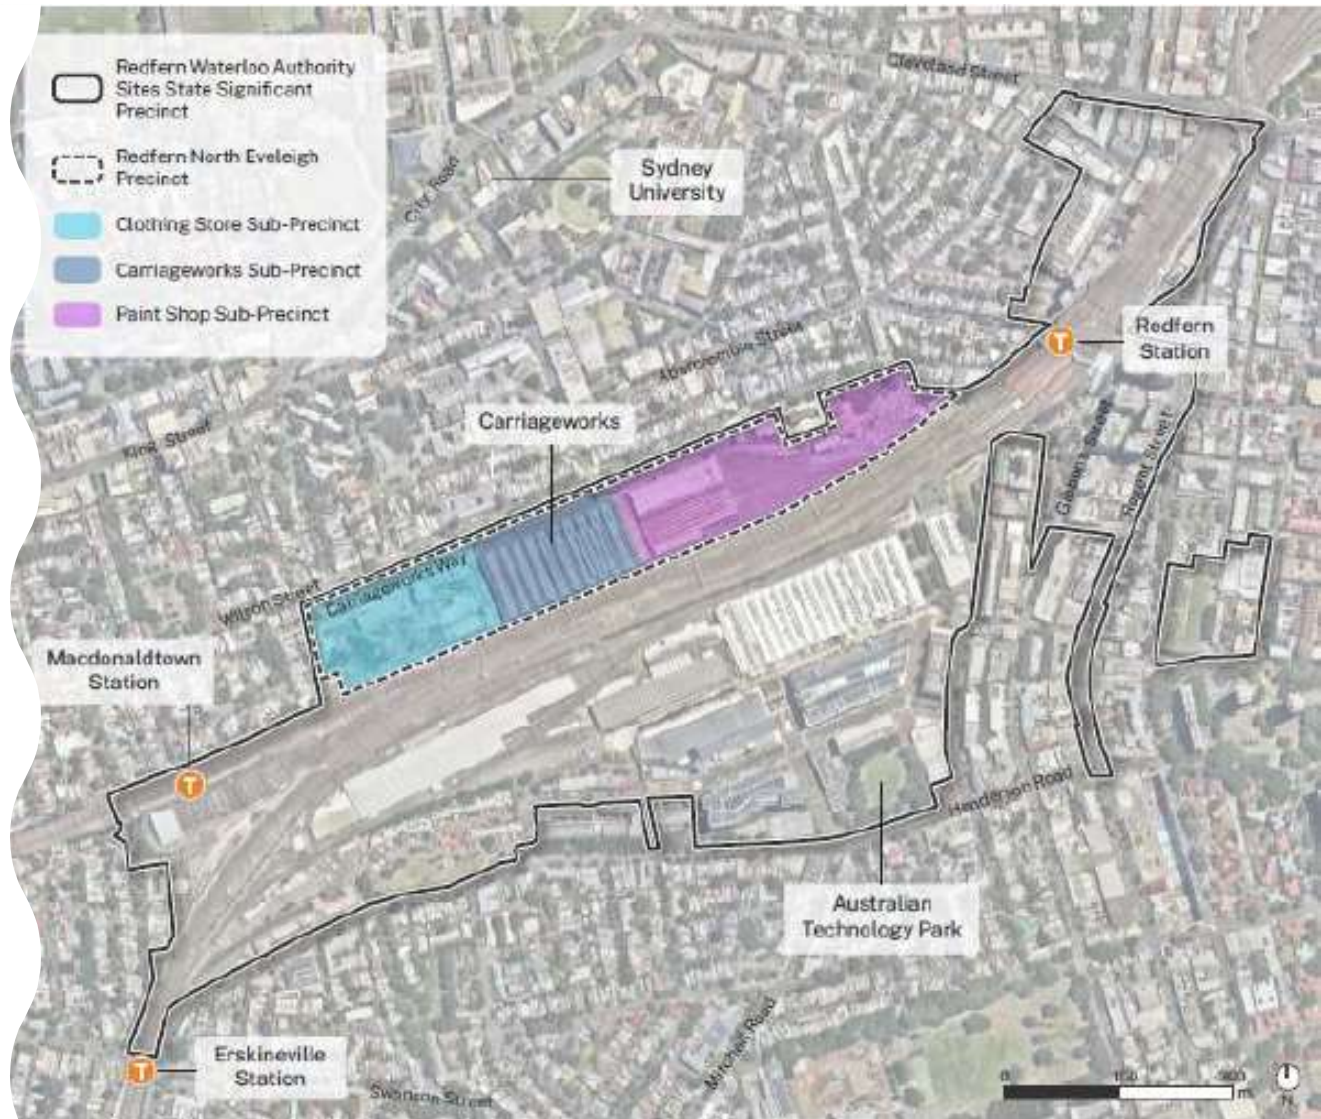 Redfern Waterloo Authority
Sites State Significant
Precinct
Redfern North Eveleigh
Precinct
Clothing Store Sub-Precinct
Carriageworks Sub-Precinct
Paint Shop Sub-Precinct
Cleveland Street
Sydney
University
City Road
Redfern
Station
Abercrombie Street
Carriageworks
King Street
Gibbons Street
Regent Street
Carriageworks Way
Wilson Street
Macdonaldtown
Station
T
T
Henderson Road
Australian
Technology Park
Mitchell Road
Erskineville
Station
T
Swanson Street
0
m
N